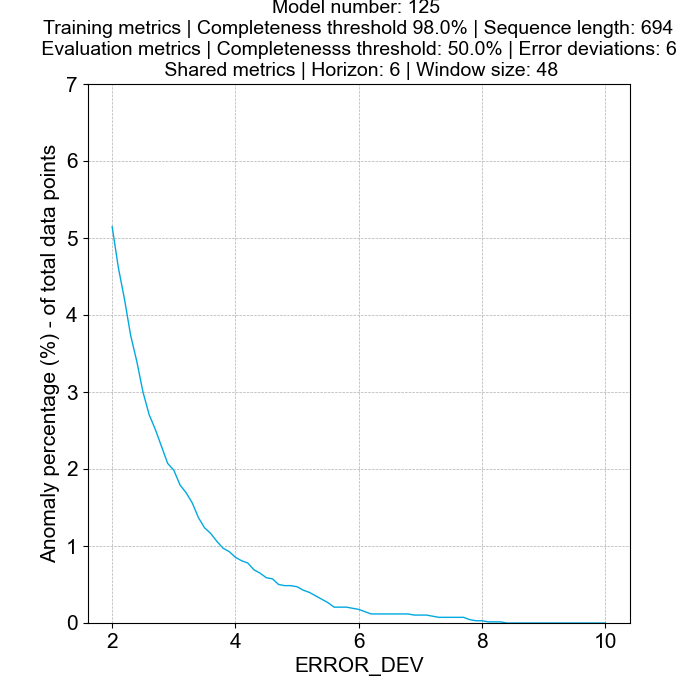 Model number: 125
Training metrics | Completeness threshold 98.0% | Sequence length: 694
Evaluation metrics | Completenesss threshold: 50.0% | Error deviations: 6
Shared metrics | Horizon: 6 | Window size: 48
7
6
5
4
3
2
1
0
Anomaly percentage (%) - of total data points
2 4 6 8 10
ERROR_DEV